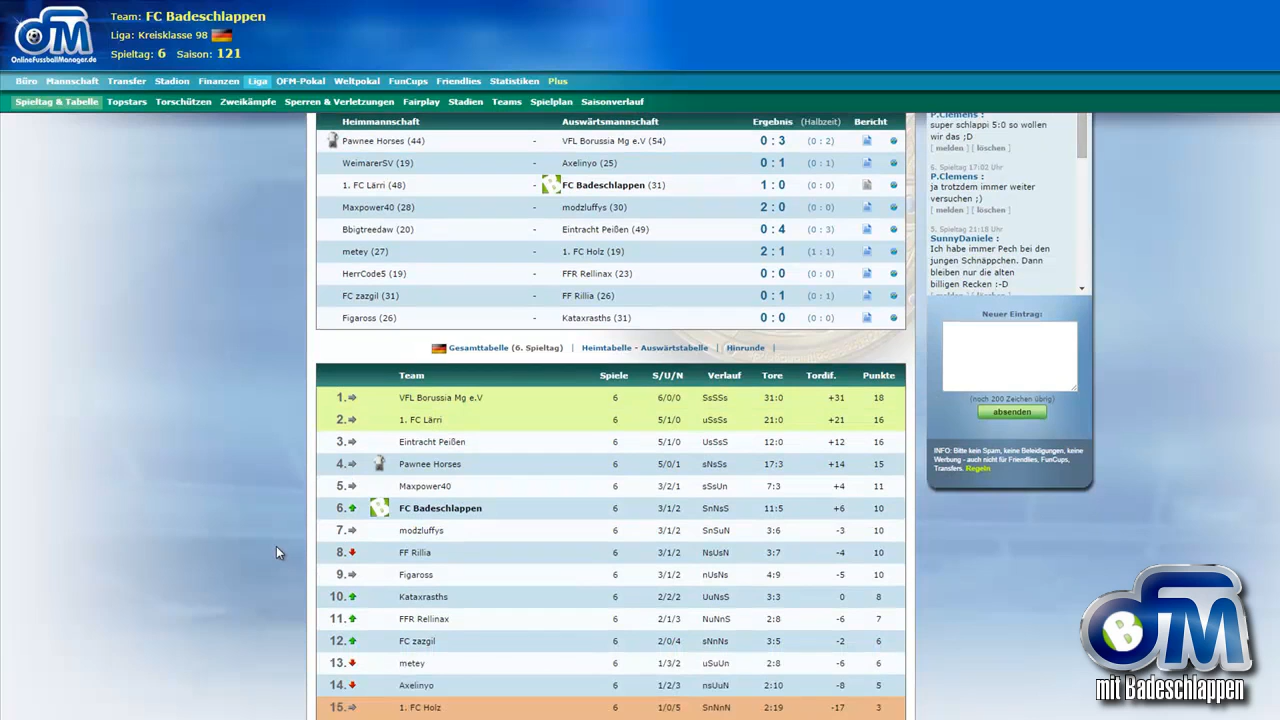 OFM
OnlineFussballManager.de
Team: FC Badeschlappen
Liga: Kreisklasse 98
Spieltag: 6 Saison: 121
Büro Mannschaft Transfer Stadion Finanzen Liga OFM-Pokal Weltpokal FunCups Friendlies Statistiken Plus
Spieltag & Tabelle Topstars Torschützen Zweikämpfe Sperren & Verletzungen Fairplay Stadien Teams Spielplan Saisonverlauf
Heimmannschaft Auswärtsmannschaft Ergebnis (Halbzeit) Bericht
Pawnee Horses (44) - VFL Borussia Mg e.V (54) 0 : 3 (0 : 2)
WeimarerSV (19) - Axelinyo (25) 0 : 1 (0 : 1)
1. FC Lärri (48) - FC Badeschlappen (31) 1 : 0 (0 : 0)
Maxpower40 (28) - modzluffys (30) 2 : 0 (0 : 0)
Bbigtreedaw (20) - Eintracht Peißen (49) 0 : 4 (0 : 3)
metey (27) - 1. FC Holz (19) 2 : 1 (1 : 1)
HerrCode5 (19) - FFR Rellinax (23) 0 : 0 (0 : 0)
FC zazgil (31) - FF Rillia (26) 0 : 1 (0 : 1)
Figaross (26) - Kataxrasths (31) 0 : 0 (0 : 0)
Gesamttabelle (6. Spieltag) | Heimtabelle - Auswärtstabelle | Hinrunde |
Team Spiele S/U/N Verlauf Tore Tordif. Punkte
1. VFL Borussia Mg e.V 6 6/0/0 SsSSs 31:0 +31 18
2. 1. FC Lärri 6 5/1/0 uSsSs 21:0 +21 16
3. Eintracht Peißen 6 5/1/0 UsSsS 12:0 +12 16
4. Pawnee Horses 6 5/0/1 sNsSs 17:3 +14 15
5. Maxpower40 6 3/2/1 sSsUn 7:3 +4 11
6. FC Badeschlappen 6 3/1/2 SnNsS 11:5 +6 10
7. modzluffys 6 3/1/2 SnSuN 3:6 -3 10
8. FF Rillia 6 3/1/2 NsUsN 3:7 -4 10
9. Figaross 6 3/1/2 nUsNs 4:9 -5 10
10. Kataxrasths 6 2/2/2 UuNsS 3:3 0 8
11. FFR Rellinax 6 2/1/3 NuNnS 2:8 -6 7
12. FC zazgil 6 2/0/4 sNnNs 3:5 -2 6
13. metey 6 1/3/2 uSuUn 2:8 -6 6
14. Axelinyo 6 1/2/3 nsUuN 2:10 -8 5
15. 1. FC Holz 6 1/0/5 SnNnN 2:19 -17 3
P.Clemens :
super schlappi 5:0 so wollen
wir das ;D
[ melden ] [ löschen ]
6. Spieltag 17:02 Uhr
P.Clemens :
ja trotzdem immer weiter
versuchen ;)
[ melden ] [ löschen ]
5. Spieltag 21:18 Uhr
SunnyDaniele :
Ich habe immer Pech bei den
jungen Schnäppchen. Dann
bleiben nur die alten
billigen Recken :-D
[ melden ] [ löschen ]
Neuer Eintrag:
(noch 200 Zeichen übrig)
absenden
INFO: Bitte kein Spam, keine Beleidigungen, keine
Werbung - auch nicht für Friendlies, FunCups,
Transfers. Regeln
OFM
mit Badeschlappen